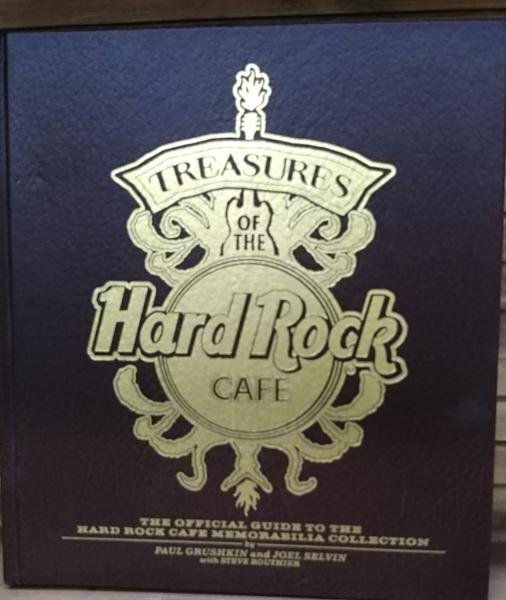 TREASURES
OF
THE
Hard Rock
CAFE
THE OFFICIAL GUIDE TO THE
HARD ROCK CAFE MEMORABILIA COLLECTION
by
PAUL GRUSHKIN and JOEL SELVIN
with STEVE ROUTHIER